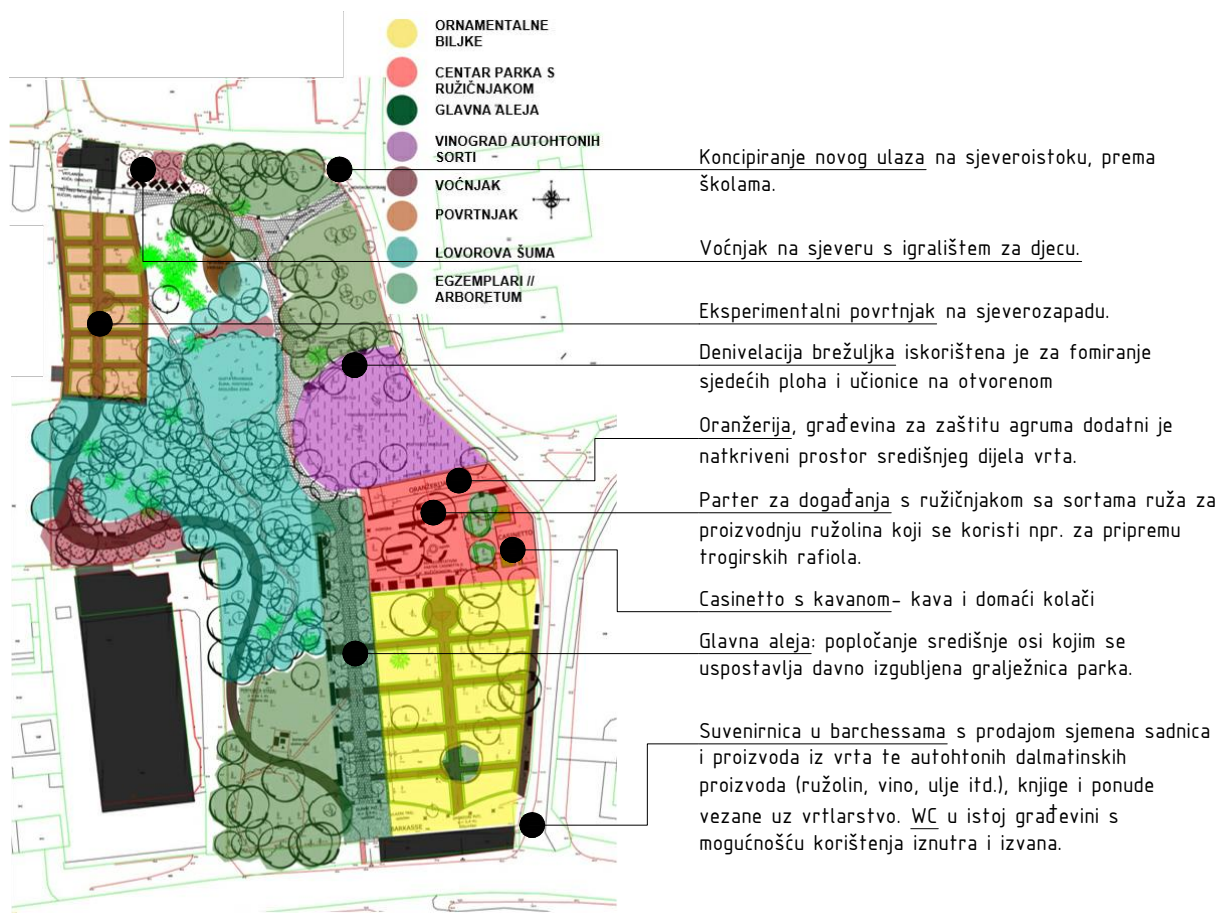 ORNAMENTALNE
BILJKE
CENTAR PARKA S
RUŽIČNJAKOM
GLAVNA ALEJA
VINOGRAD AUTOHTONIH
SORTI
VOĆNJAK
POVRTNJAK
LOVOROVA ŠUMA
EGZEMPLARI //
ARBORETUM
Koncipiranje novog ulaza na sjeveroistoku, prema
školama.
Voćnjak na sjeveru s igralištem za djecu.
Eksperimentalni povrtnjak na sjeverozapadu.
Denivelacija brežuljka iskorištena je za fomiranje
sjedećih ploha i učionice na otvorenom
Oranžerija, građevina za zaštitu agruma dodatni je
natkriveni prostor središnjeg dijela vrta.
Parter za događanja s ružičnjakom sa sortama ruža za
proizvodnju ružolina koji se koristi npr. za pripremu
trogirskih rafiola.
Casinetto s kavanom- kava i domaći kolači
Glavna aleja: popločanje središnje osi kojim se
uspostavlja davno izgubljena gralježnica parka.
Suvenirnica u barchessama s prodajom sjemena sadnica
i proizvoda iz vrta te autohtonih dalmatinskih
proizvoda (ružolin, vino, ulje itd.), knjige i ponude
vezane uz vrtlarstvo. WC u istoj građevini s
mogućnošću korištenja iznutra i izvana.
ORANŽERIJA
CASINETTO
BARKASSE